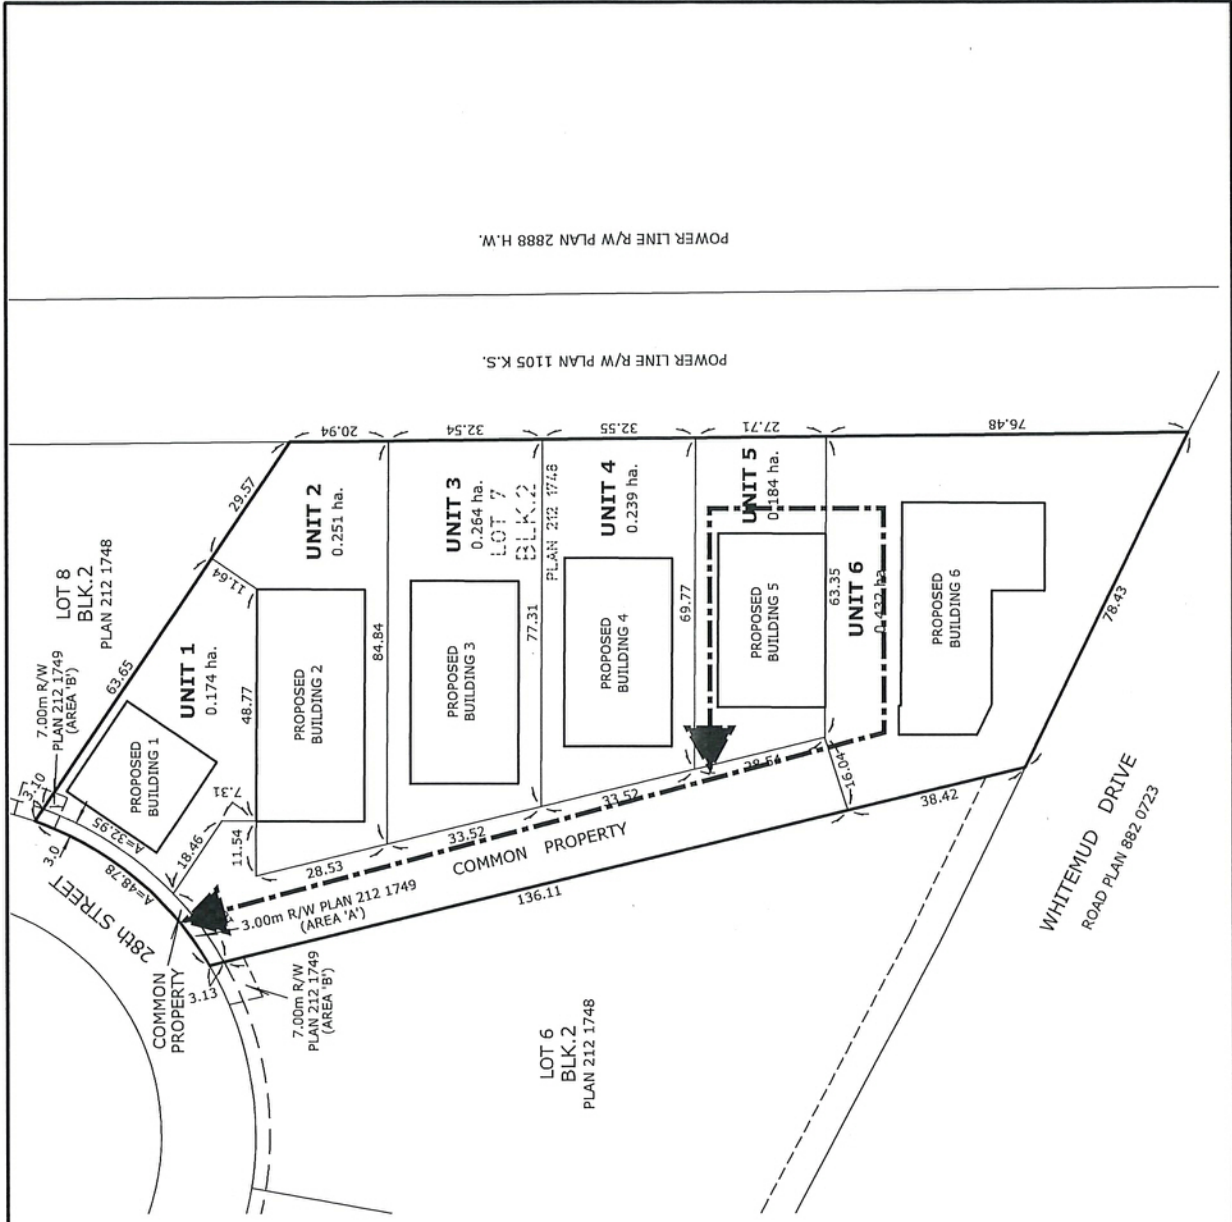 POWER LINE R/W PLAN 2888 H.W.
POWER LINE R/W PLAN 1105 K.S.
LOT 8
BLK.2
PLAN 212 1748
7.00m R/W
PLAN 212 1749
(AREA 'B')
29.57
63.65
11.64
3.10
3.0
A=32.95
A=48.78
28th STREET
20.94
32.54
32.55
27.71
76.48
UNIT 1
0.174 ha.
UNIT 2
0.251 ha.
UNIT 3
0.264 ha.
LOT 7
BLK.2
PLAN 212 1748
UNIT 4
0.239 ha.
UNIT 5
0.184 ha.
UNIT 6
0.432 ha.
PROPOSED
BUILDING 1
PROPOSED
BUILDING 2
PROPOSED
BUILDING 3
PROPOSED
BUILDING 4
PROPOSED
BUILDING 5
PROPOSED
BUILDING 6
48.77
84.84
77.31
69.77
63.35
7.31
18.46
11.54
28.53
33.52
33.52
28.54
16.04
38.42
78.43
COMMON PROPERTY
136.11
3.00m R/W PLAN 212 1749
(AREA 'A')
3.13
COMMON
PROPERTY
7.00m R/W
PLAN 212 1749
(AREA 'B')
LOT 6
BLK.2
PLAN 212 1748
WHITEMUD DRIVE
ROAD PLAN 882 0723